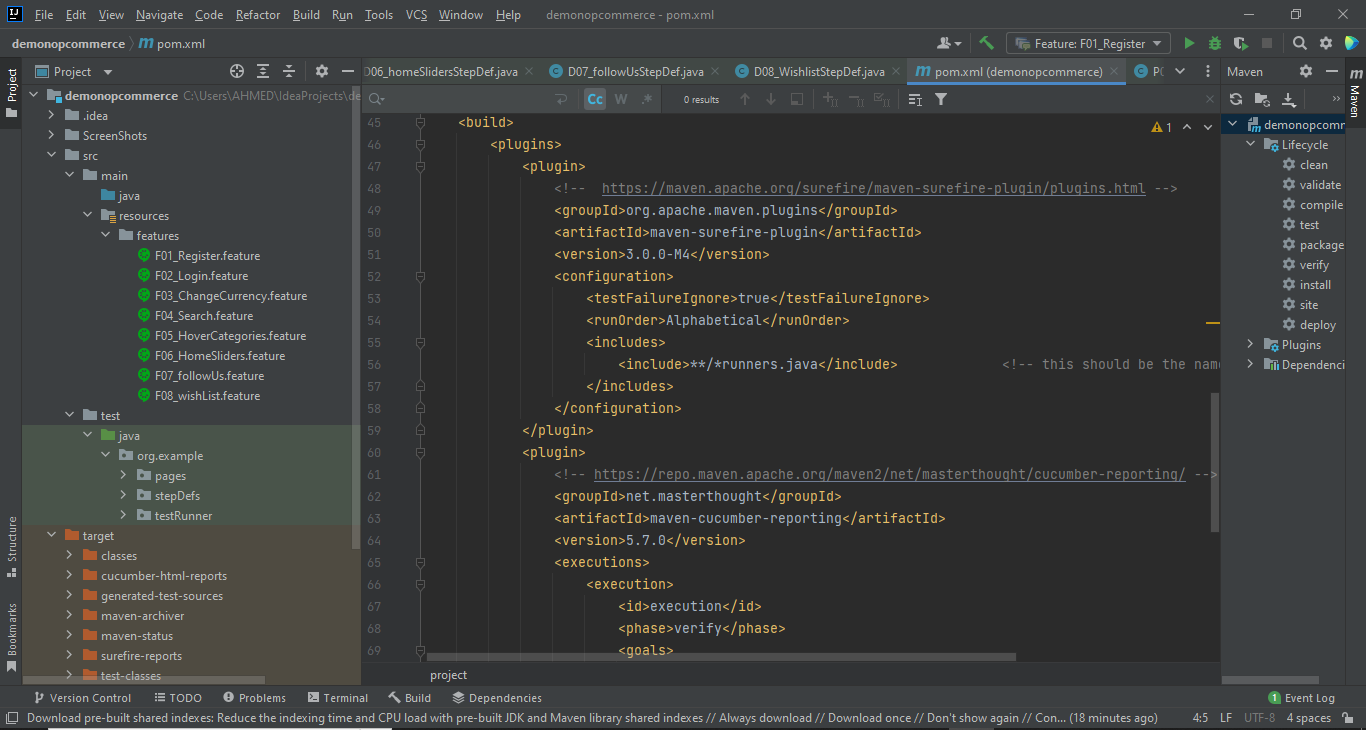 File Edit View Navigate Code Refactor Build Run Tools VCS Window Help demonopcommerce - pom.xml
demonopcommerce pom.xml Feature: F01_Register
Project D06_homeSlidersStepDef.java D07_followUsStepDef.java D08_WishlistStepDef.java pom.xml (demonopcommerce) Maven
Cc W .* 0 results
Project
demonopcommerce C:\Users\AHMED\IdeaProjects\de
.idea
ScreenShots
src
main
java
resources
features
F01_Register.feature
F02_Login.feature
F03_ChangeCurrency.feature
F04_Search.feature
F05_HoverCategories.feature
F06_HomeSliders.feature
F07_followUs.feature
F08_wishList.feature
test
java
org.example
pages
stepDefs
testRunner
target
classes
cucumber-html-reports
generated-test-sources
maven-archiver
maven-status
surefire-reports
test-classes
Structure
Bookmarks
45 <build>
46 <plugins>
47 <plugin>
48 <!--  https://maven.apache.org/surefire/maven-surefire-plugin/plugins.html -->
49 <groupId>org.apache.maven.plugins</groupId>
50 <artifactId>maven-surefire-plugin</artifactId>
51 <version>3.0.0-M4</version>
52 <configuration>
53 <testFailureIgnore>true</testFailureIgnore>
54 <runOrder>Alphabetical</runOrder>
55 <includes>
56 <include>**/*runners.java</include> <!-- this should be the name
57 </includes>
58 </configuration>
59 </plugin>
60 <plugin>
61 <!-- https://repo.maven.apache.org/maven2/net/masterthought/cucumber-reporting/ -->
62 <groupId>net.masterthought</groupId>
63 <artifactId>maven-cucumber-reporting</artifactId>
64 <version>5.7.0</version>
65 <executions>
66 <execution>
67 <id>execution</id>
68 <phase>verify</phase>
69 <goals>
1
project
demonopcomm
Lifecycle
clean
validate
compile
test
package
verify
install
site
deploy
Plugins
Dependenci
Maven
Version Control TODO Problems Terminal Build Dependencies 1 Event Log
Download pre-built shared indexes: Reduce the indexing time and CPU load with pre-built JDK and Maven library shared indexes // Always download // Download once // Don't show again // Con... (18 minutes ago) 4:5 LF UTF-8 4 spaces